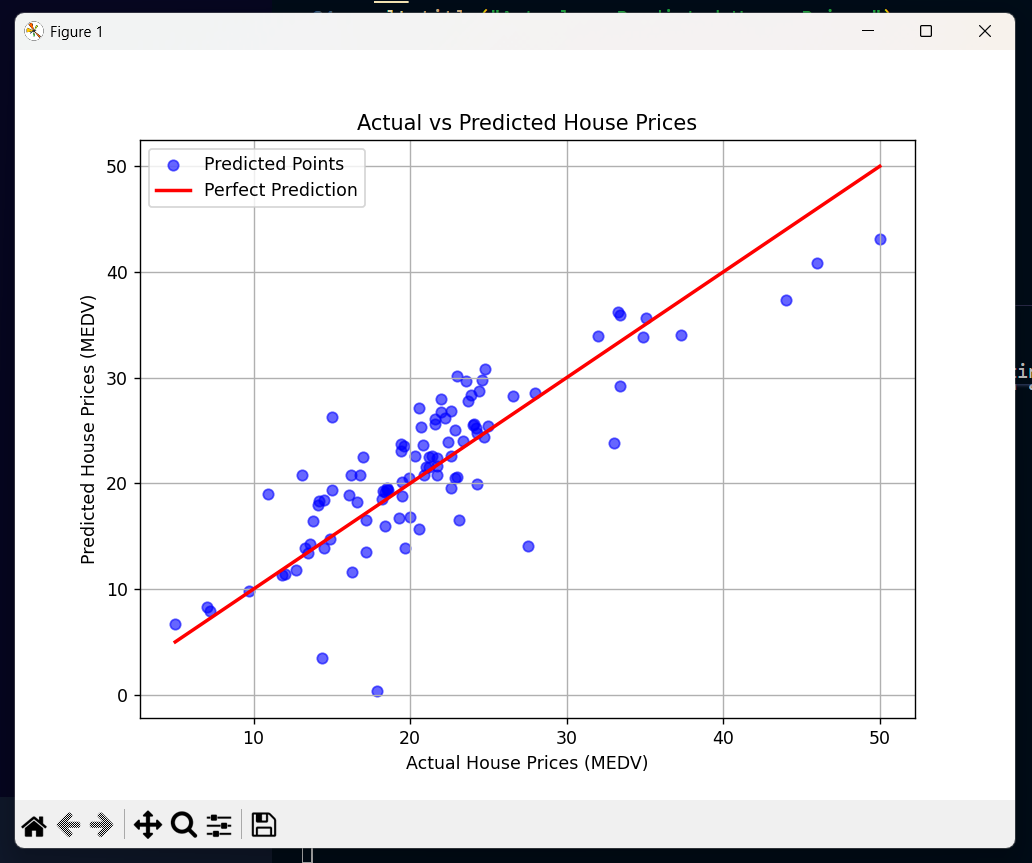 Figure 1
Actual vs Predicted House Prices
Predicted Points
Perfect Prediction
Predicted House Prices (MEDV)
50
40
30
20
10
0
10 20 30 40 50
Actual House Prices (MEDV)